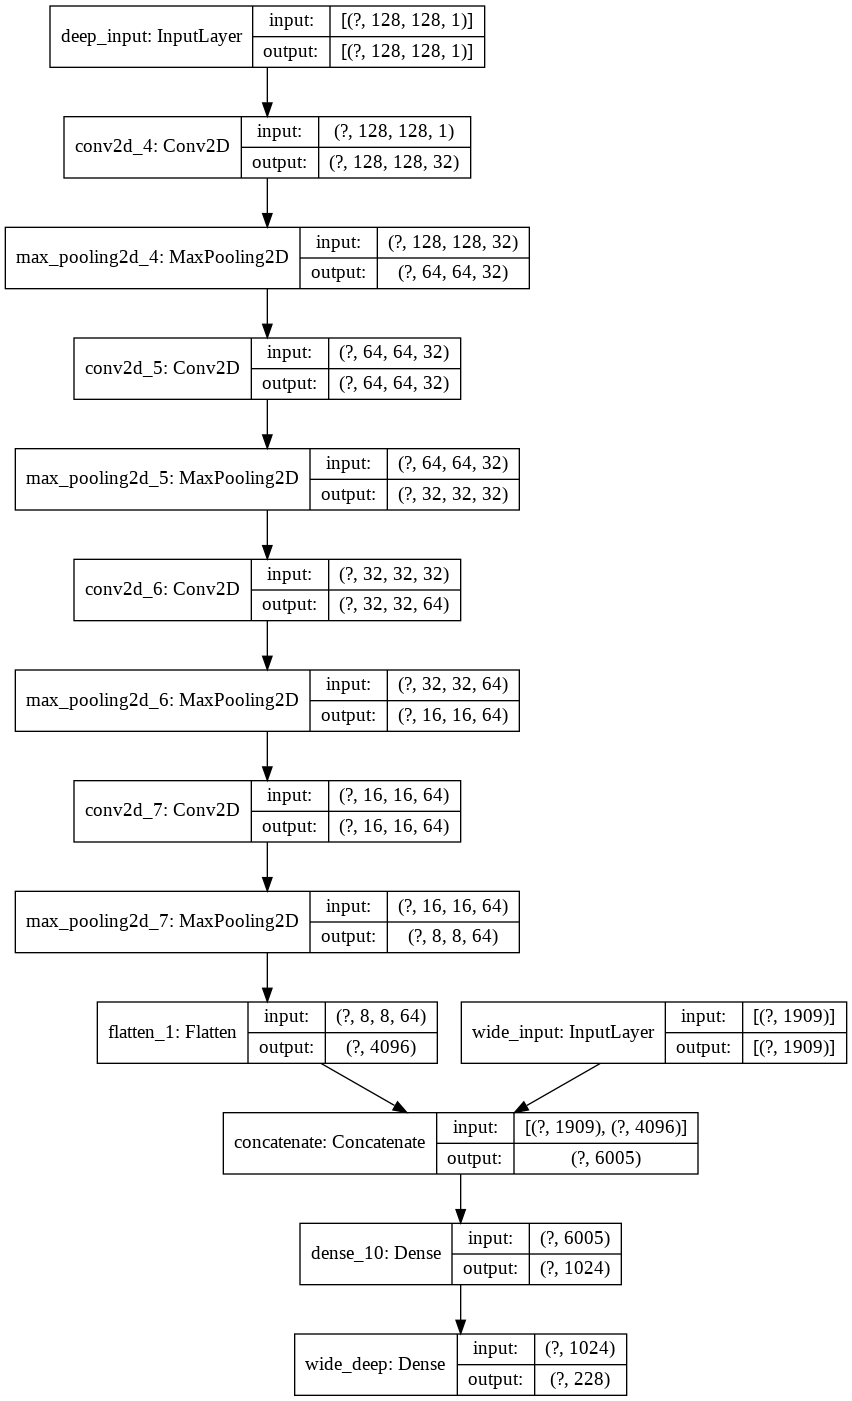 deep_input: InputLayer
input: [(?, 128, 128, 1)]
output: [(?, 128, 128, 1)]
conv2d_4: Conv2D
input: (?, 128, 128, 1)
output: (?, 128, 128, 32)
max_pooling2d_4: MaxPooling2D
input: (?, 128, 128, 32)
output: (?, 64, 64, 32)
conv2d_5: Conv2D
input: (?, 64, 64, 32)
output: (?, 64, 64, 32)
max_pooling2d_5: MaxPooling2D
input: (?, 64, 64, 32)
output: (?, 32, 32, 32)
conv2d_6: Conv2D
input: (?, 32, 32, 32)
output: (?, 32, 32, 64)
max_pooling2d_6: MaxPooling2D
input: (?, 32, 32, 64)
output: (?, 16, 16, 64)
conv2d_7: Conv2D
input: (?, 16, 16, 64)
output: (?, 16, 16, 64)
max_pooling2d_7: MaxPooling2D
input: (?, 16, 16, 64)
output: (?, 8, 8, 64)
flatten_1: Flatten
input: (?, 8, 8, 64)
output: (?, 4096)
wide_input: InputLayer
input: [(?, 1909)]
output: [(?, 1909)]
concatenate: Concatenate
input: [(?, 1909), (?, 4096)]
output: (?, 6005)
dense_10: Dense
input: (?, 6005)
output: (?, 1024)
wide_deep: Dense
input: (?, 1024)
output: (?, 228)